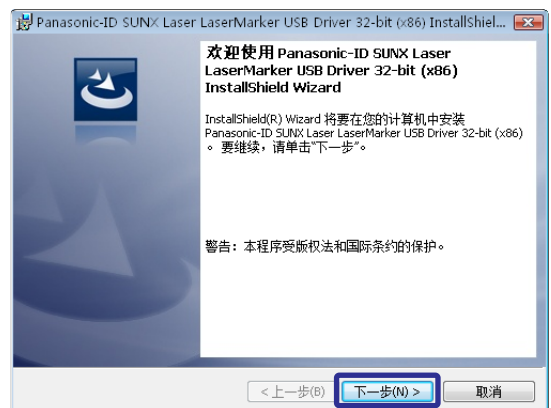 Panasonic-ID SUNX Laser LaserMarker USB Driver 32-bit (x86) InstallShiel...
欢迎使用 Panasonic-ID SUNX Laser
LaserMarker USB Driver 32-bit (x86)
InstallShield Wizard
InstallShield(R) Wizard 将要在您的计算机中安装
Panasonic-ID SUNX Laser LaserMarker USB Driver 32-bit (x86)
。 要继续，请单击“下一步”。
警告：本程序受版权法和国际条约的保护。
< 上一步(B)
下一步(N) >
取消